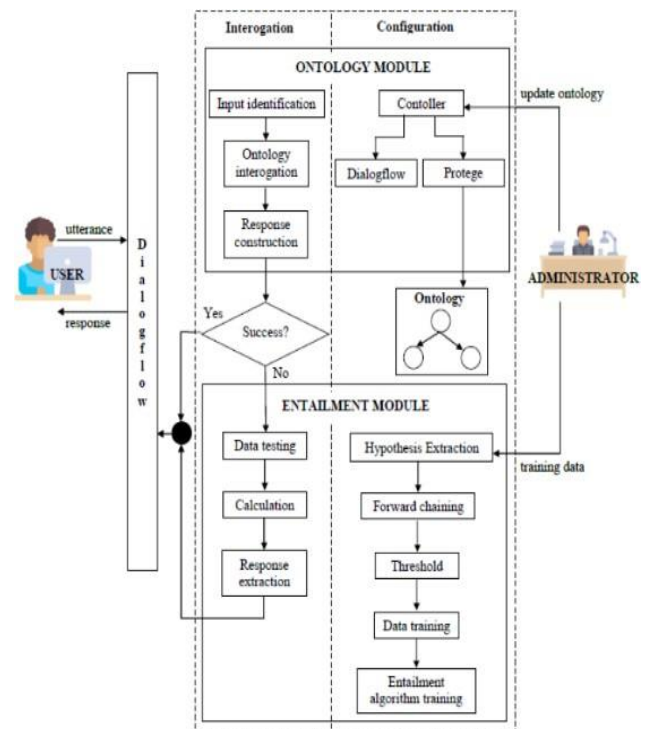 Interogation
Configuration
ONTOLOGY MODULE
Input identification
Ontology
interogation
Response
construction
Contoller
Dialogflow
Protege
update ontology
utterance
USER
response
Dialogflow
ADMINISTRATOR
Ontology
Yes
Success?
No
ENTAILMENT MODULE
Data testing
Calculation
Response
extraction
Hypothesis Extraction
training data
Forward chaining
Threshold
Data training
Entailment
algorithm training